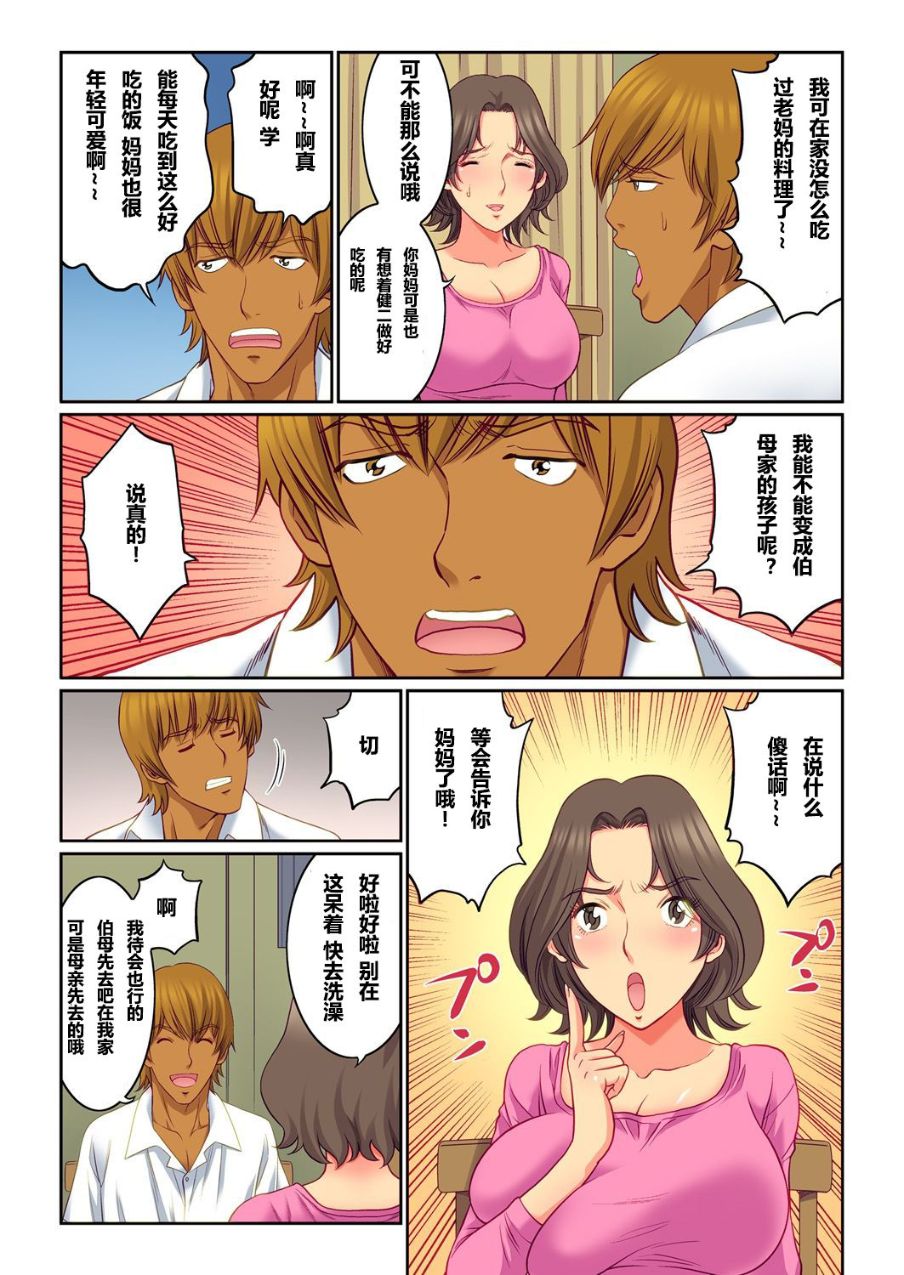 我可在家没怎么吃
过老妈的料理了~~
可不能那么说哦
你妈妈可是也
有想着健二做好
吃的呢
啊~~啊真
好呢 学
能每天吃到这么好
吃的饭 妈妈也很
年轻可爱啊~~
我能不能变成伯
母家的孩子呢?
说真的!
在说什么
傻话啊~~
等会告诉你
妈妈了哦!
ぺ
ぺ
切
好啦好啦 别在
这呆着 快去洗澡
啊
我待会也行的
伯母先去吧在我家
可是母亲先去的哦